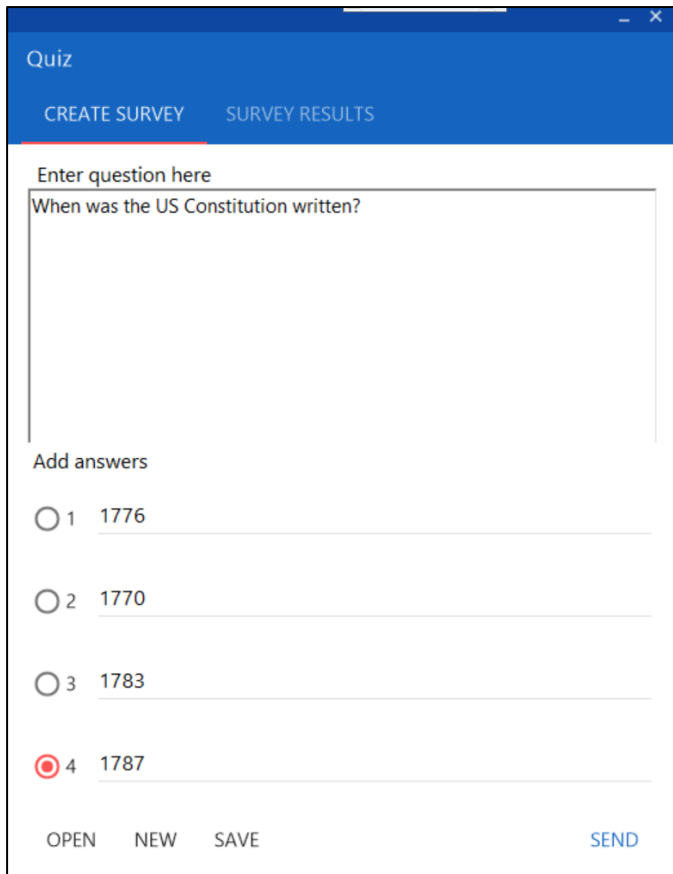 Quiz
CREATE SURVEY SURVEY RESULTS
Enter question here
When was the US Constitution written?
Add answers
1 1776
2 1770
3 1783
4 1787
OPEN NEW SAVE SEND